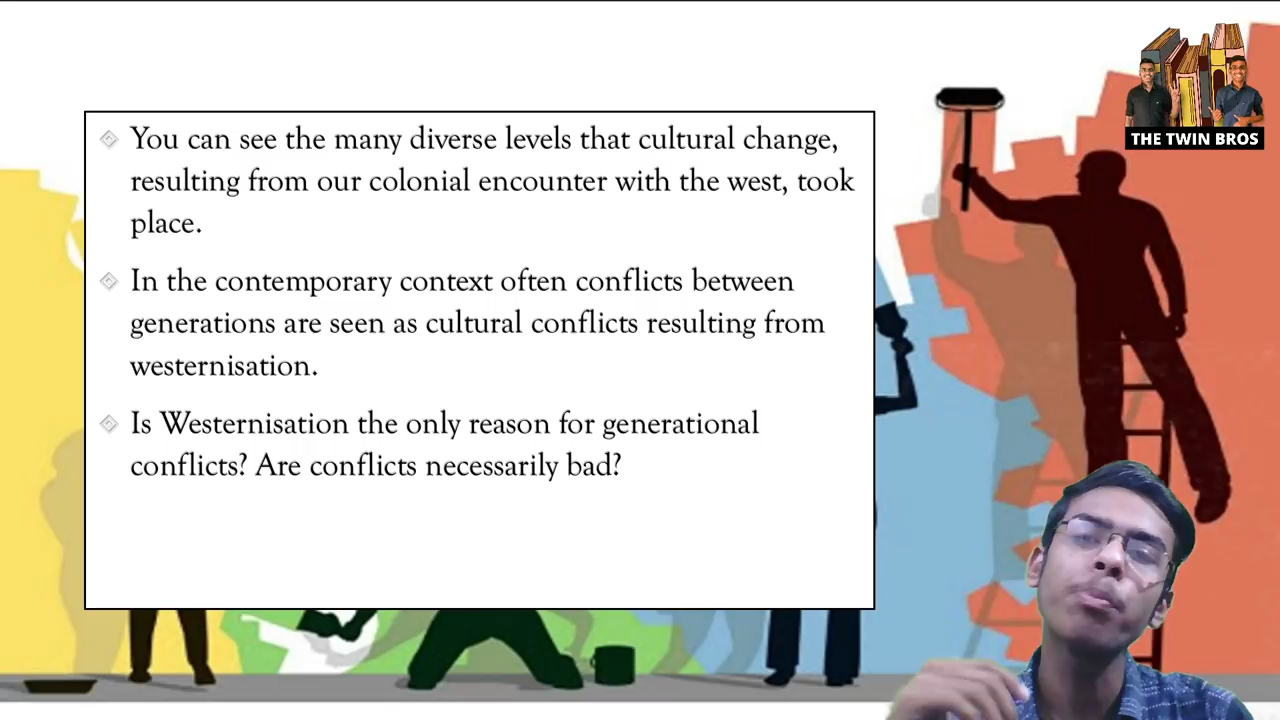 THE TWIN BROS
You can see the many diverse levels that cultural change,
resulting from our colonial encounter with the west, took
place.
In the contemporary context often conflicts between
generations are seen as cultural conflicts resulting from
westernisation.
Is Westernisation the only reason for generational
conflicts? Are conflicts necessarily bad?